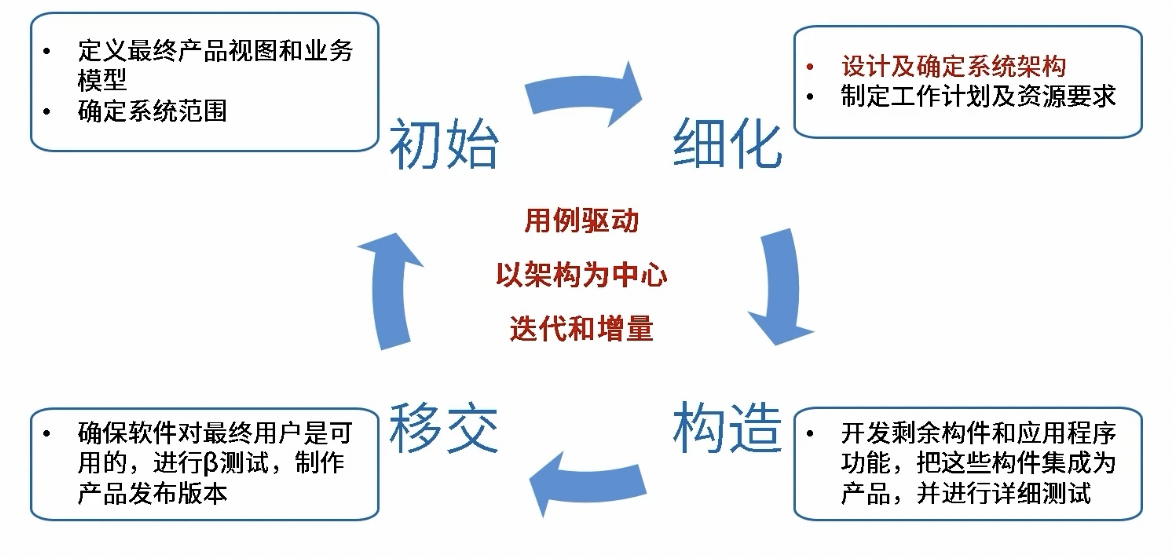 • 定义最终产品视图和业务
模型
• 确定系统范围
初始
细化
• 设计及确定系统架构
• 制定工作计划及资源要求
用例驱动
以架构为中心
迭代和增量
• 确保软件对最终用户是可
用的，进行β测试，制作
产品发布版本
移交
构造
• 开发剩余构件和应用程序
功能，把这些构件集成为
产品，并进行详细测试